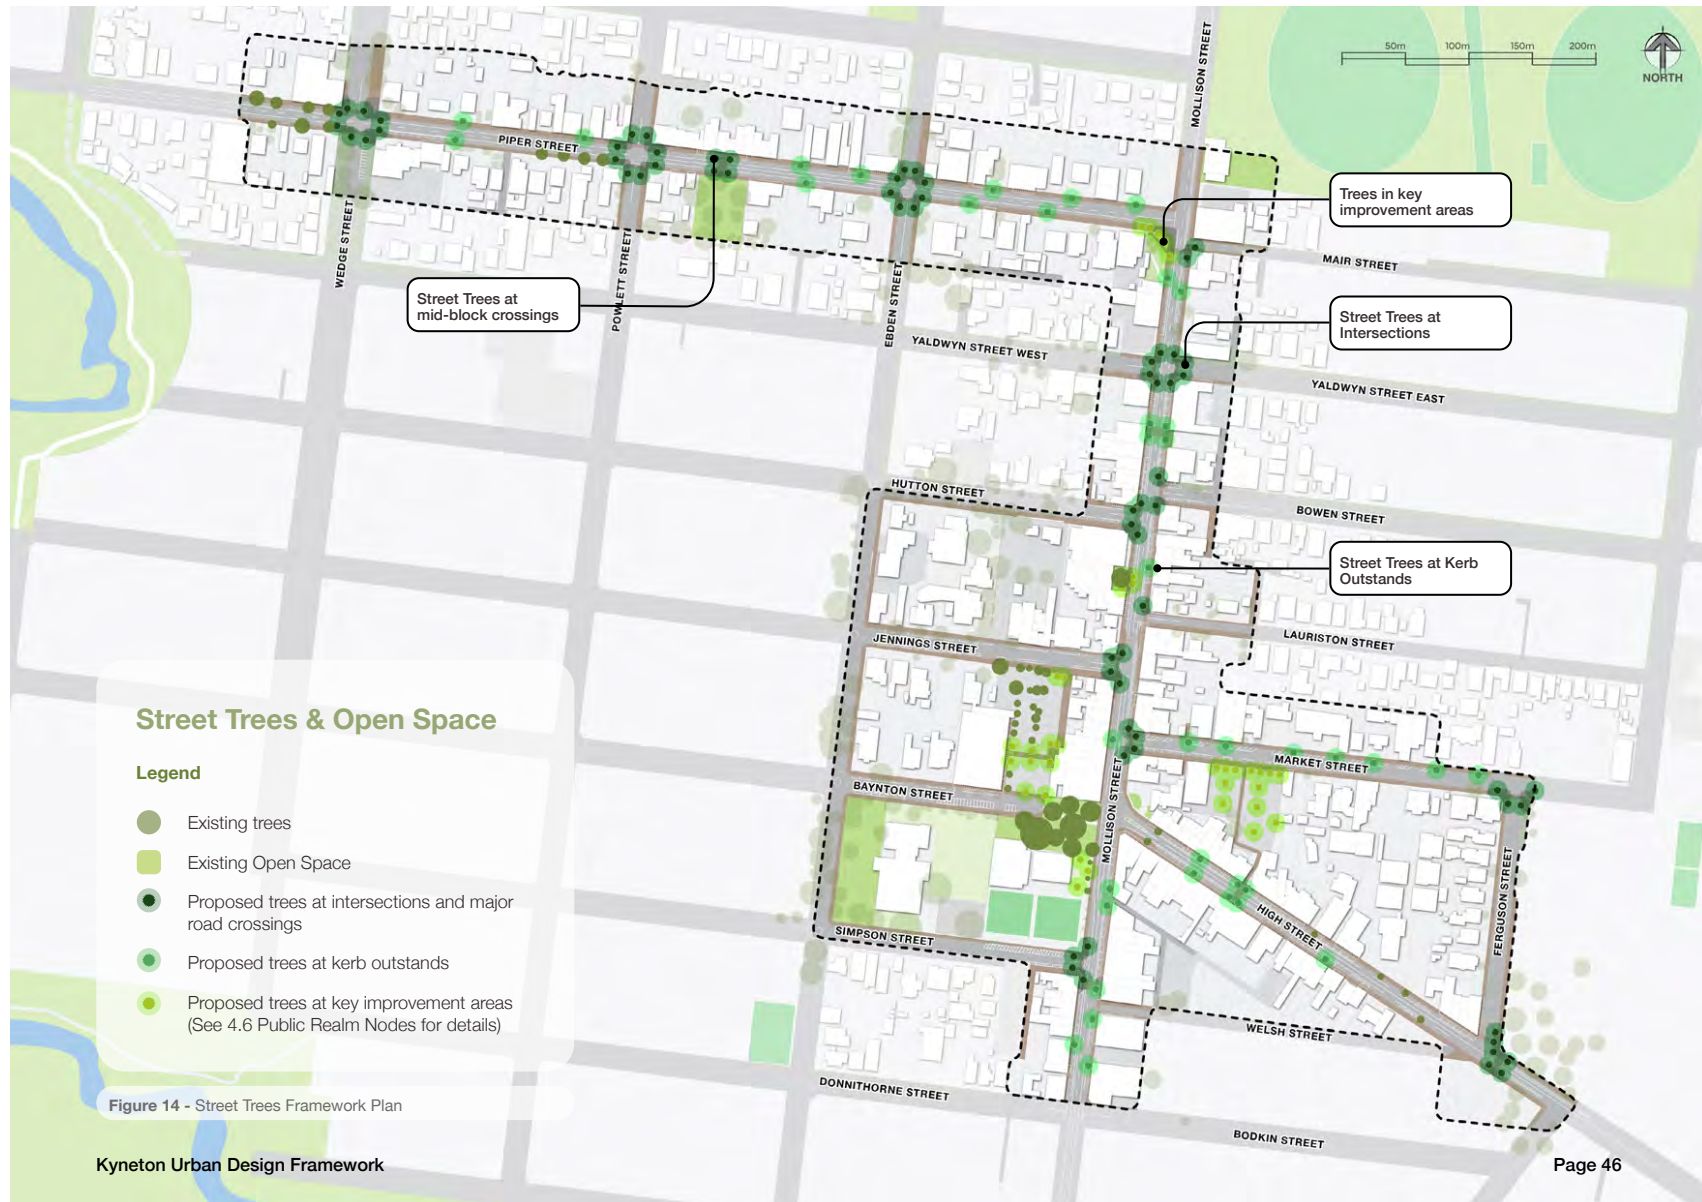 MOLLISON STREET
50m 100m 150m 200m
NORTH
PIPER STREET
Trees in key
improvement areas
WEDGE STREET
POWLETT STREET
EBDEN STREET
MAIR STREET
Street Trees at
mid-block crossings
Street Trees at
Intersections
YALDWYN STREET WEST
YALDWYN STREET EAST
HUTTON STREET
BOWEN STREET
Street Trees at Kerb
Outstands
JENNINGS STREET
LAURISTON STREET
Street Trees & Open Space
Legend
Existing trees
Existing Open Space
Proposed trees at intersections and major
road crossings
Proposed trees at kerb outstands
Proposed trees at key improvement areas
(See 4.6 Public Realm Nodes for details)
MARKET STREET
BAYNTON STREET
MOLLISON STREET
HIGH STREET
FERGUSON STREET
SIMPSON STREET
WELSH STREET
DONNITHORNE STREET
BODKIN STREET
Figure 14 - Street Trees Framework Plan
Kyneton Urban Design Framework
Page 46